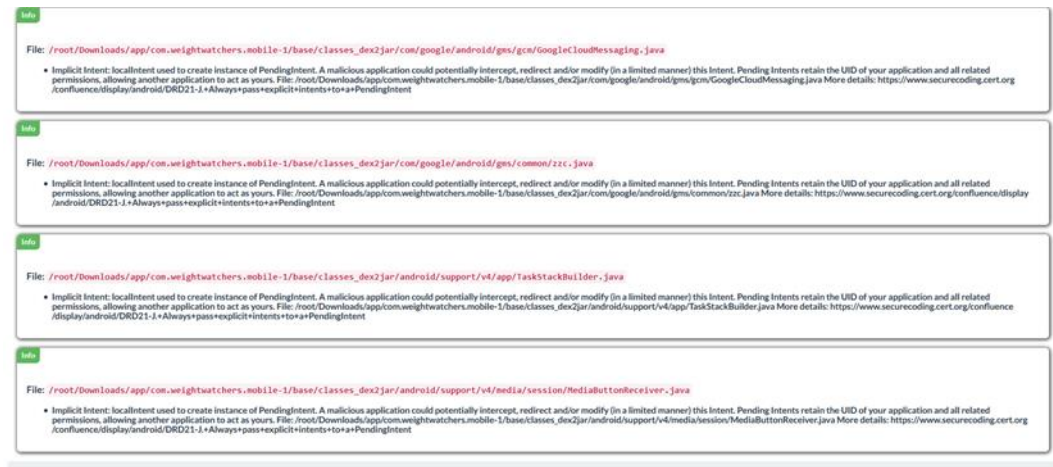 Info
File: /root/Downloads/app/com.weightwatchers.mobile-1/base/classes_dex2jar/com/google/android/gms/gcm/GoogleCloudMessaging.java
• Implicit Intent: localIntent used to create instance of PendingIntent. A malicious application could potentially intercept, redirect and/or modify (in a limited manner) this Intent. Pending Intents retain the UID of your application and all related
permissions, allowing another application to act as yours. File: /root/Downloads/app/com.weightwatchers.mobile-1/base/classes_dex2jar/com/google/android/gms/gcm/GoogleCloudMessaging.java More details: https://www.securecoding.cert.org
/confluence/display/android/DRD21-J.+Always+pass+explicit+intents+to+a+PendingIntent
Info
File: /root/Downloads/app/com.weightwatchers.mobile-1/base/classes_dex2jar/com/google/android/gms/common/zzc.java
• Implicit Intent: localIntent used to create instance of PendingIntent. A malicious application could potentially intercept, redirect and/or modify (in a limited manner) this Intent. Pending Intents retain the UID of your application and all related
permissions, allowing another application to act as yours. File: /root/Downloads/app/com.weightwatchers.mobile-1/base/classes_dex2jar/com/google/android/gms/common/zzc.java More details: https://www.securecoding.cert.org/confluence/display
/android/DRD21-J.+Always+pass+explicit+intents+to+a+PendingIntent
Info
File: /root/Downloads/app/com.weightwatchers.mobile-1/base/classes_dex2jar/android/support/v4/app/TaskStackBuilder.java
• Implicit Intent: localIntent used to create instance of PendingIntent. A malicious application could potentially intercept, redirect and/or modify (in a limited manner) this Intent. Pending Intents retain the UID of your application and all related
permissions, allowing another application to act as yours. File: /root/Downloads/app/com.weightwatchers.mobile-1/base/classes_dex2jar/android/support/v4/app/TaskStackBuilder.java More details: https://www.securecoding.cert.org/confluence
/display/android/DRD21-J.+Always+pass+explicit+intents+to+a+PendingIntent
Info
File: /root/Downloads/app/com.weightwatchers.mobile-1/base/classes_dex2jar/android/support/v4/media/session/MediaButtonReceiver.java
• Implicit Intent: localIntent used to create instance of PendingIntent. A malicious application could potentially intercept, redirect and/or modify (in a limited manner) this Intent. Pending Intents retain the UID of your application and all related
permissions, allowing another application to act as yours. File: /root/Downloads/app/com.weightwatchers.mobile-1/base/classes_dex2jar/android/support/v4/media/session/MediaButtonReceiver.java More details: https://www.securecoding.cert.org
/confluence/display/android/DRD21-J.+Always+pass+explicit+intents+to+a+PendingIntent